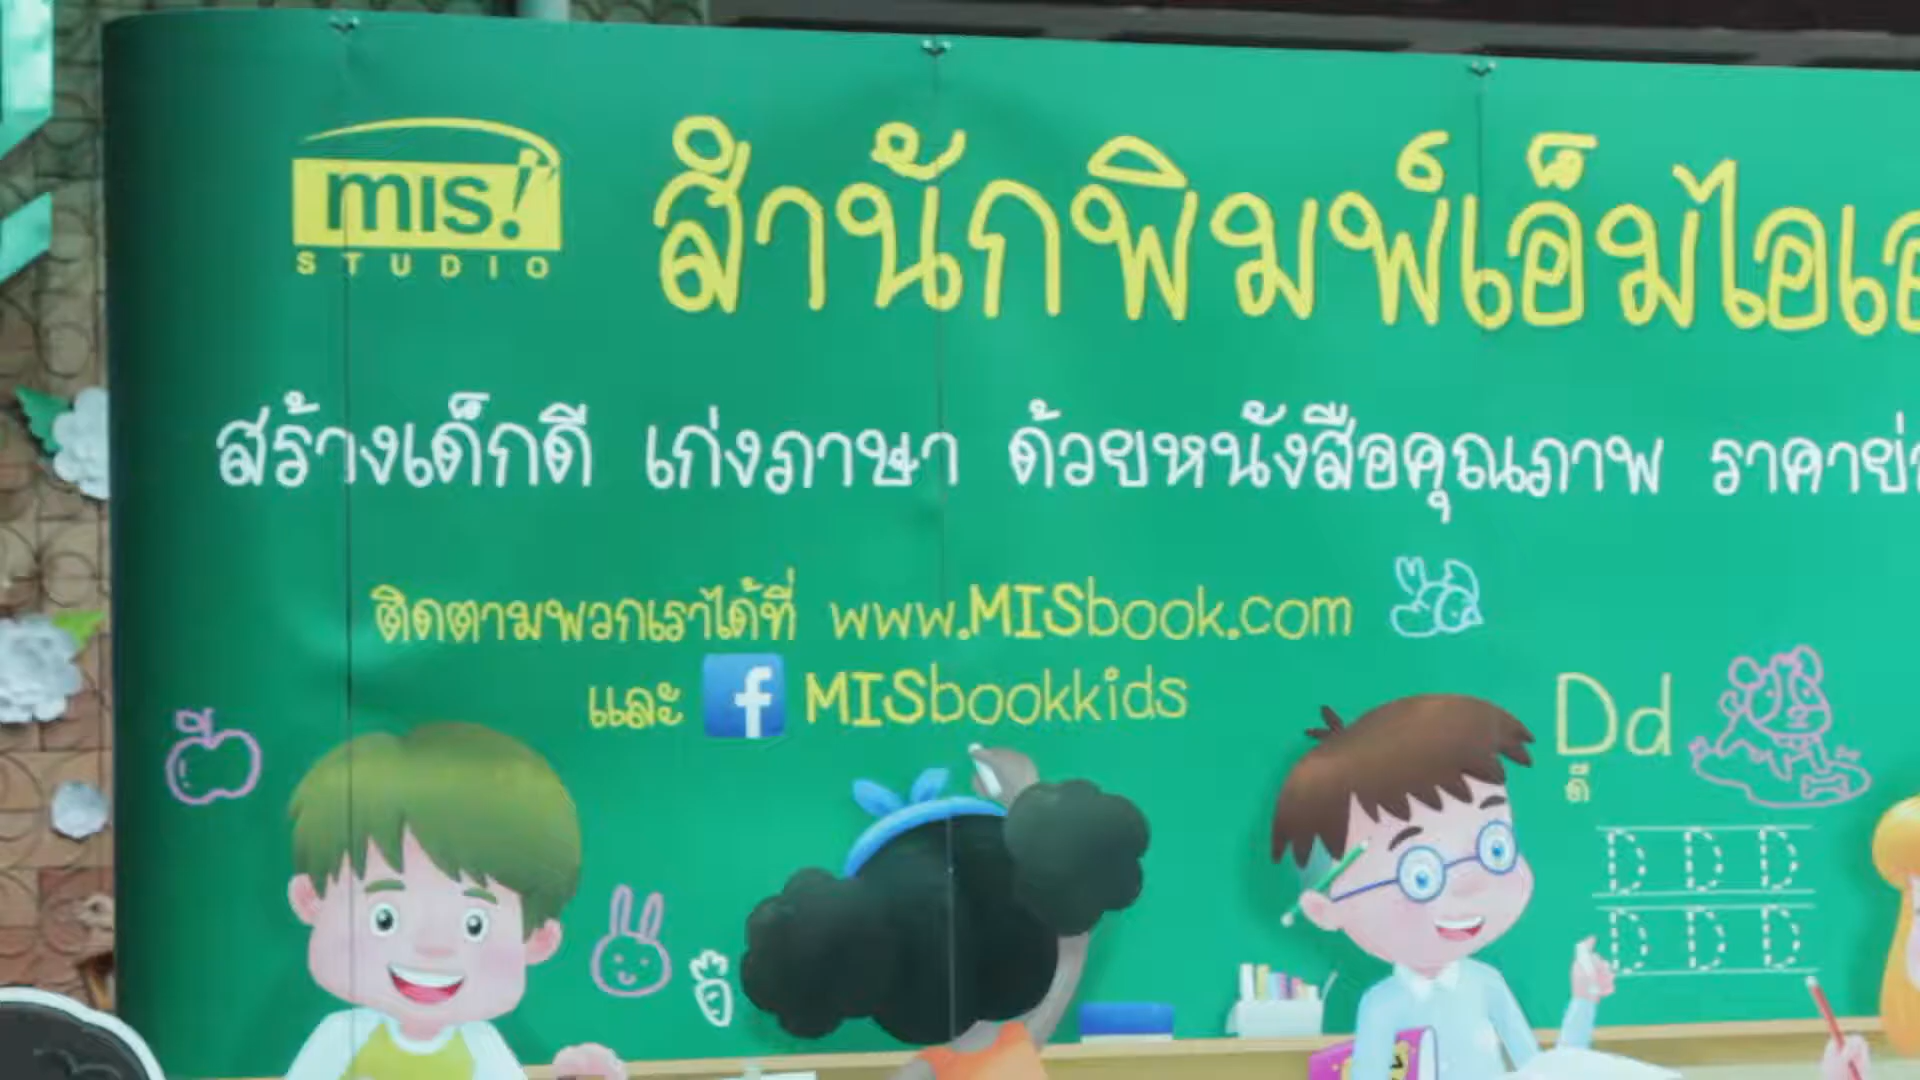 mis!
STUDIO
สำนักพิมพ์เอ็มไอเอ
สร้างเด็กดี เก่งภาษา ด้วยหนังสือคุณภาพ ราคาย่
ติดตามพวกเราได้ที่ www.MISbook.com
และ f MISbookkids
Dd
ดี
D D D
D D D